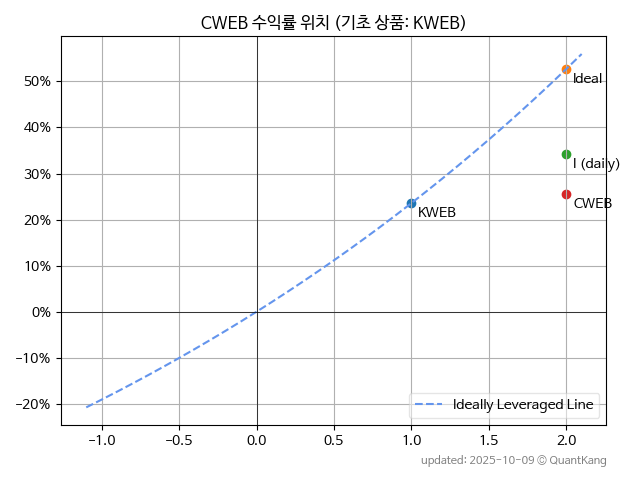 CWEB 수익률 위치 (기초 상품: KWEB)
50%
40%
30%
20%
10%
0%
−10%
−20%
Ideal
I (daily)
CWEB
KWEB
Ideally Leveraged Line
−1.0 −0.5 0.0 0.5 1.0 1.5 2.0
updated: 2025-10-09 © QuantKang